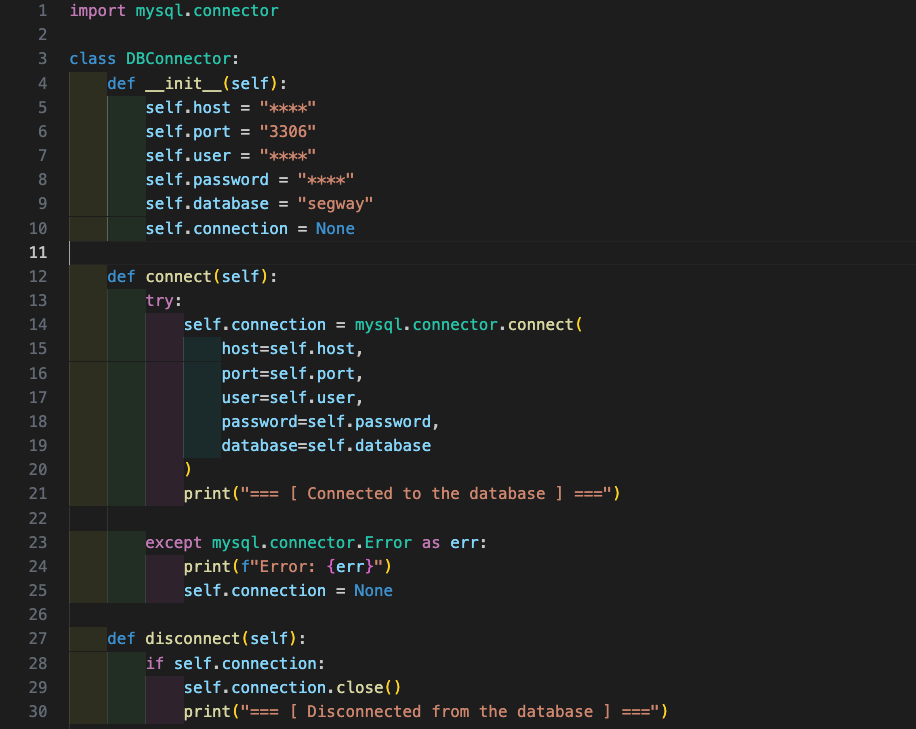 1 import mysql.connector
2
3 class DBConnector:
4     def __init__(self):
5         self.host = "****"
6         self.port = "3306"
7         self.user = "****"
8         self.password = "****"
9         self.database = "segway"
10         self.connection = None
11
12     def connect(self):
13         try:
14             self.connection = mysql.connector.connect(
15                 host=self.host,
16                 port=self.port,
17                 user=self.user,
18                 password=self.password,
19                 database=self.database
20             )
21             print("=== [ Connected to the database ] ===")
22
23         except mysql.connector.Error as err:
24             print(f"Error: {err}")
25             self.connection = None
26
27     def disconnect(self):
28         if self.connection:
29             self.connection.close()
30             print("=== [ Disconnected from the database ] ===")